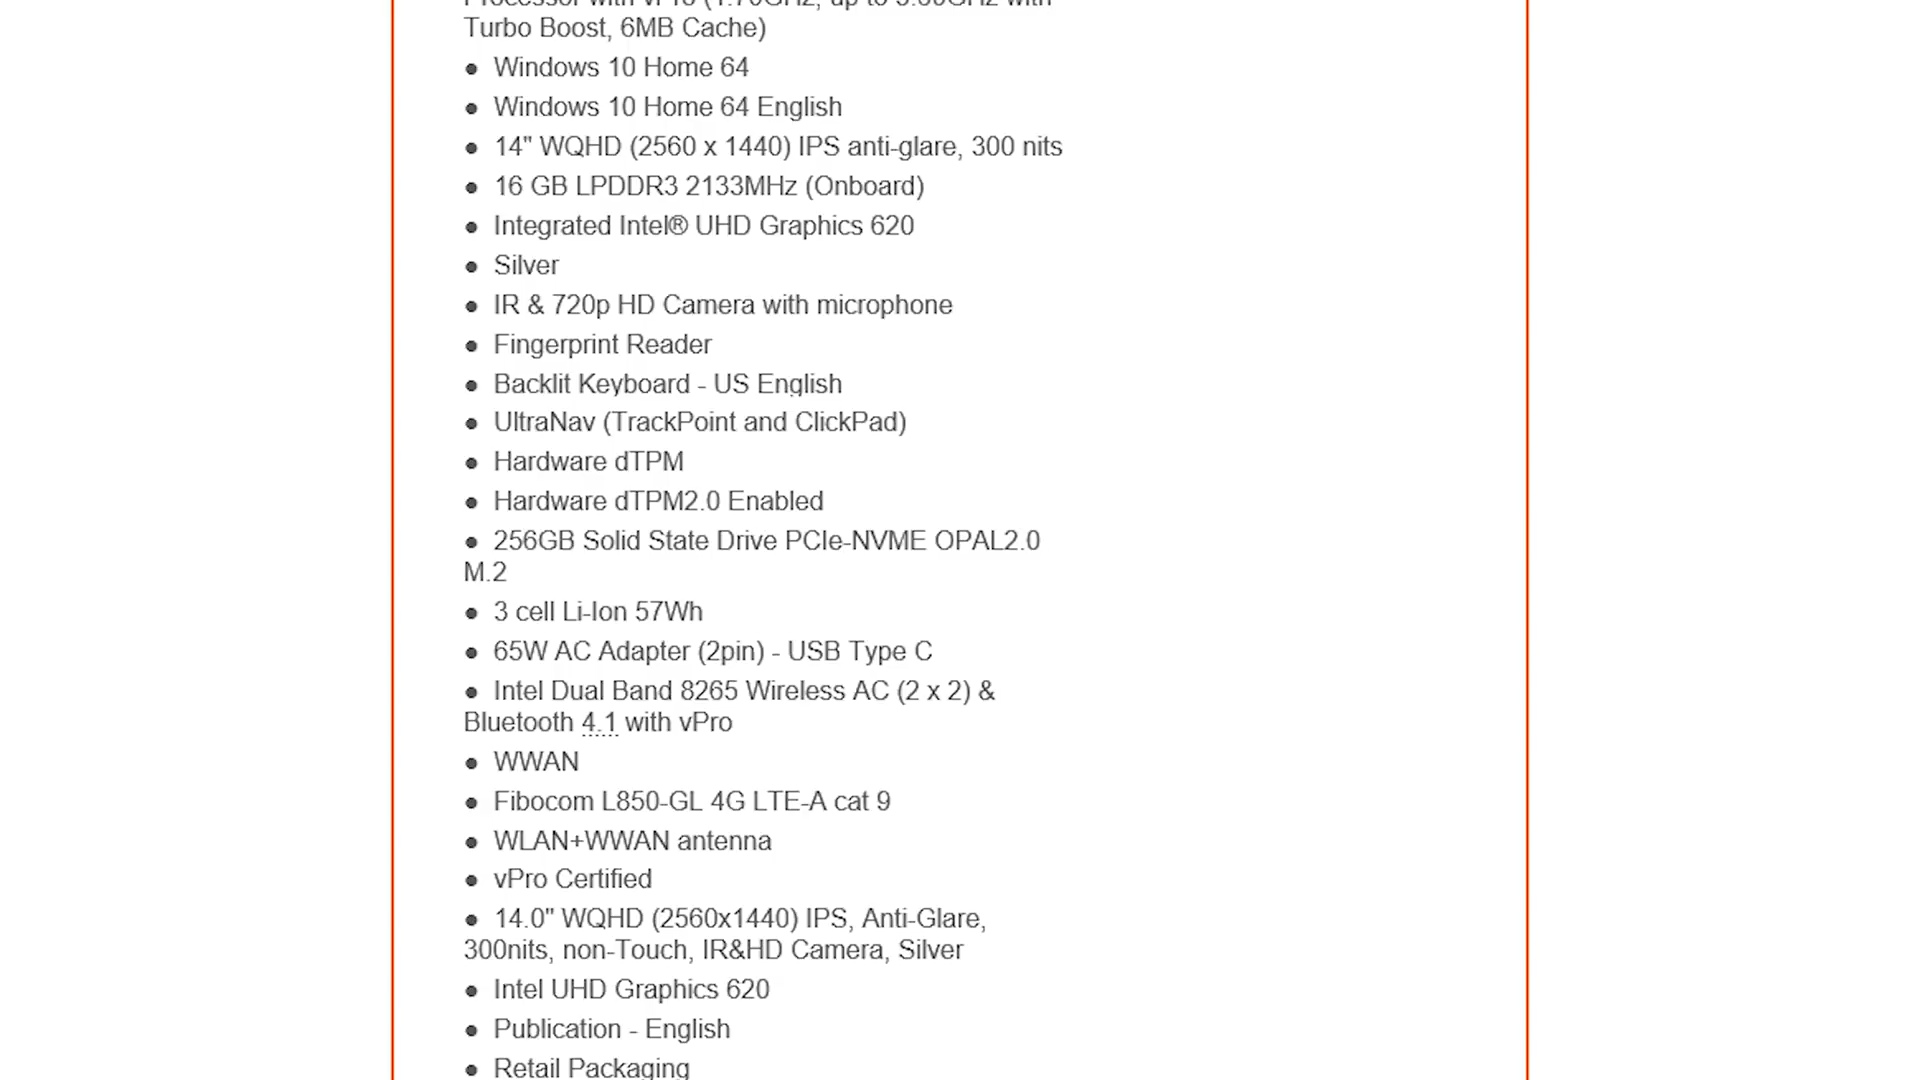 Turbo Boost, 6MB Cache)
● Windows 10 Home 64
● Windows 10 Home 64 English
● 14" WQHD (2560 x 1440) IPS anti-glare, 300 nits
● 16 GB LPDDR3 2133MHz (Onboard)
● Integrated Intel® UHD Graphics 620
● Silver
● IR & 720p HD Camera with microphone
● Fingerprint Reader
● Backlit Keyboard - US English
● UltraNav (TrackPoint and ClickPad)
● Hardware dTPM
● Hardware dTPM2.0 Enabled
● 256GB Solid State Drive PCIe-NVME OPAL2.0
M.2
● 3 cell Li-Ion 57Wh
● 65W AC Adapter (2pin) - USB Type C
● Intel Dual Band 8265 Wireless AC (2 x 2) &
Bluetooth 4.1 with vPro
● WWAN
● Fibocom L850-GL 4G LTE-A cat 9
● WLAN+WWAN antenna
● vPro Certified
● 14.0" WQHD (2560x1440) IPS, Anti-Glare,
300nits, non-Touch, IR&HD Camera, Silver
● Intel UHD Graphics 620
● Publication - English
● Retail Packaging